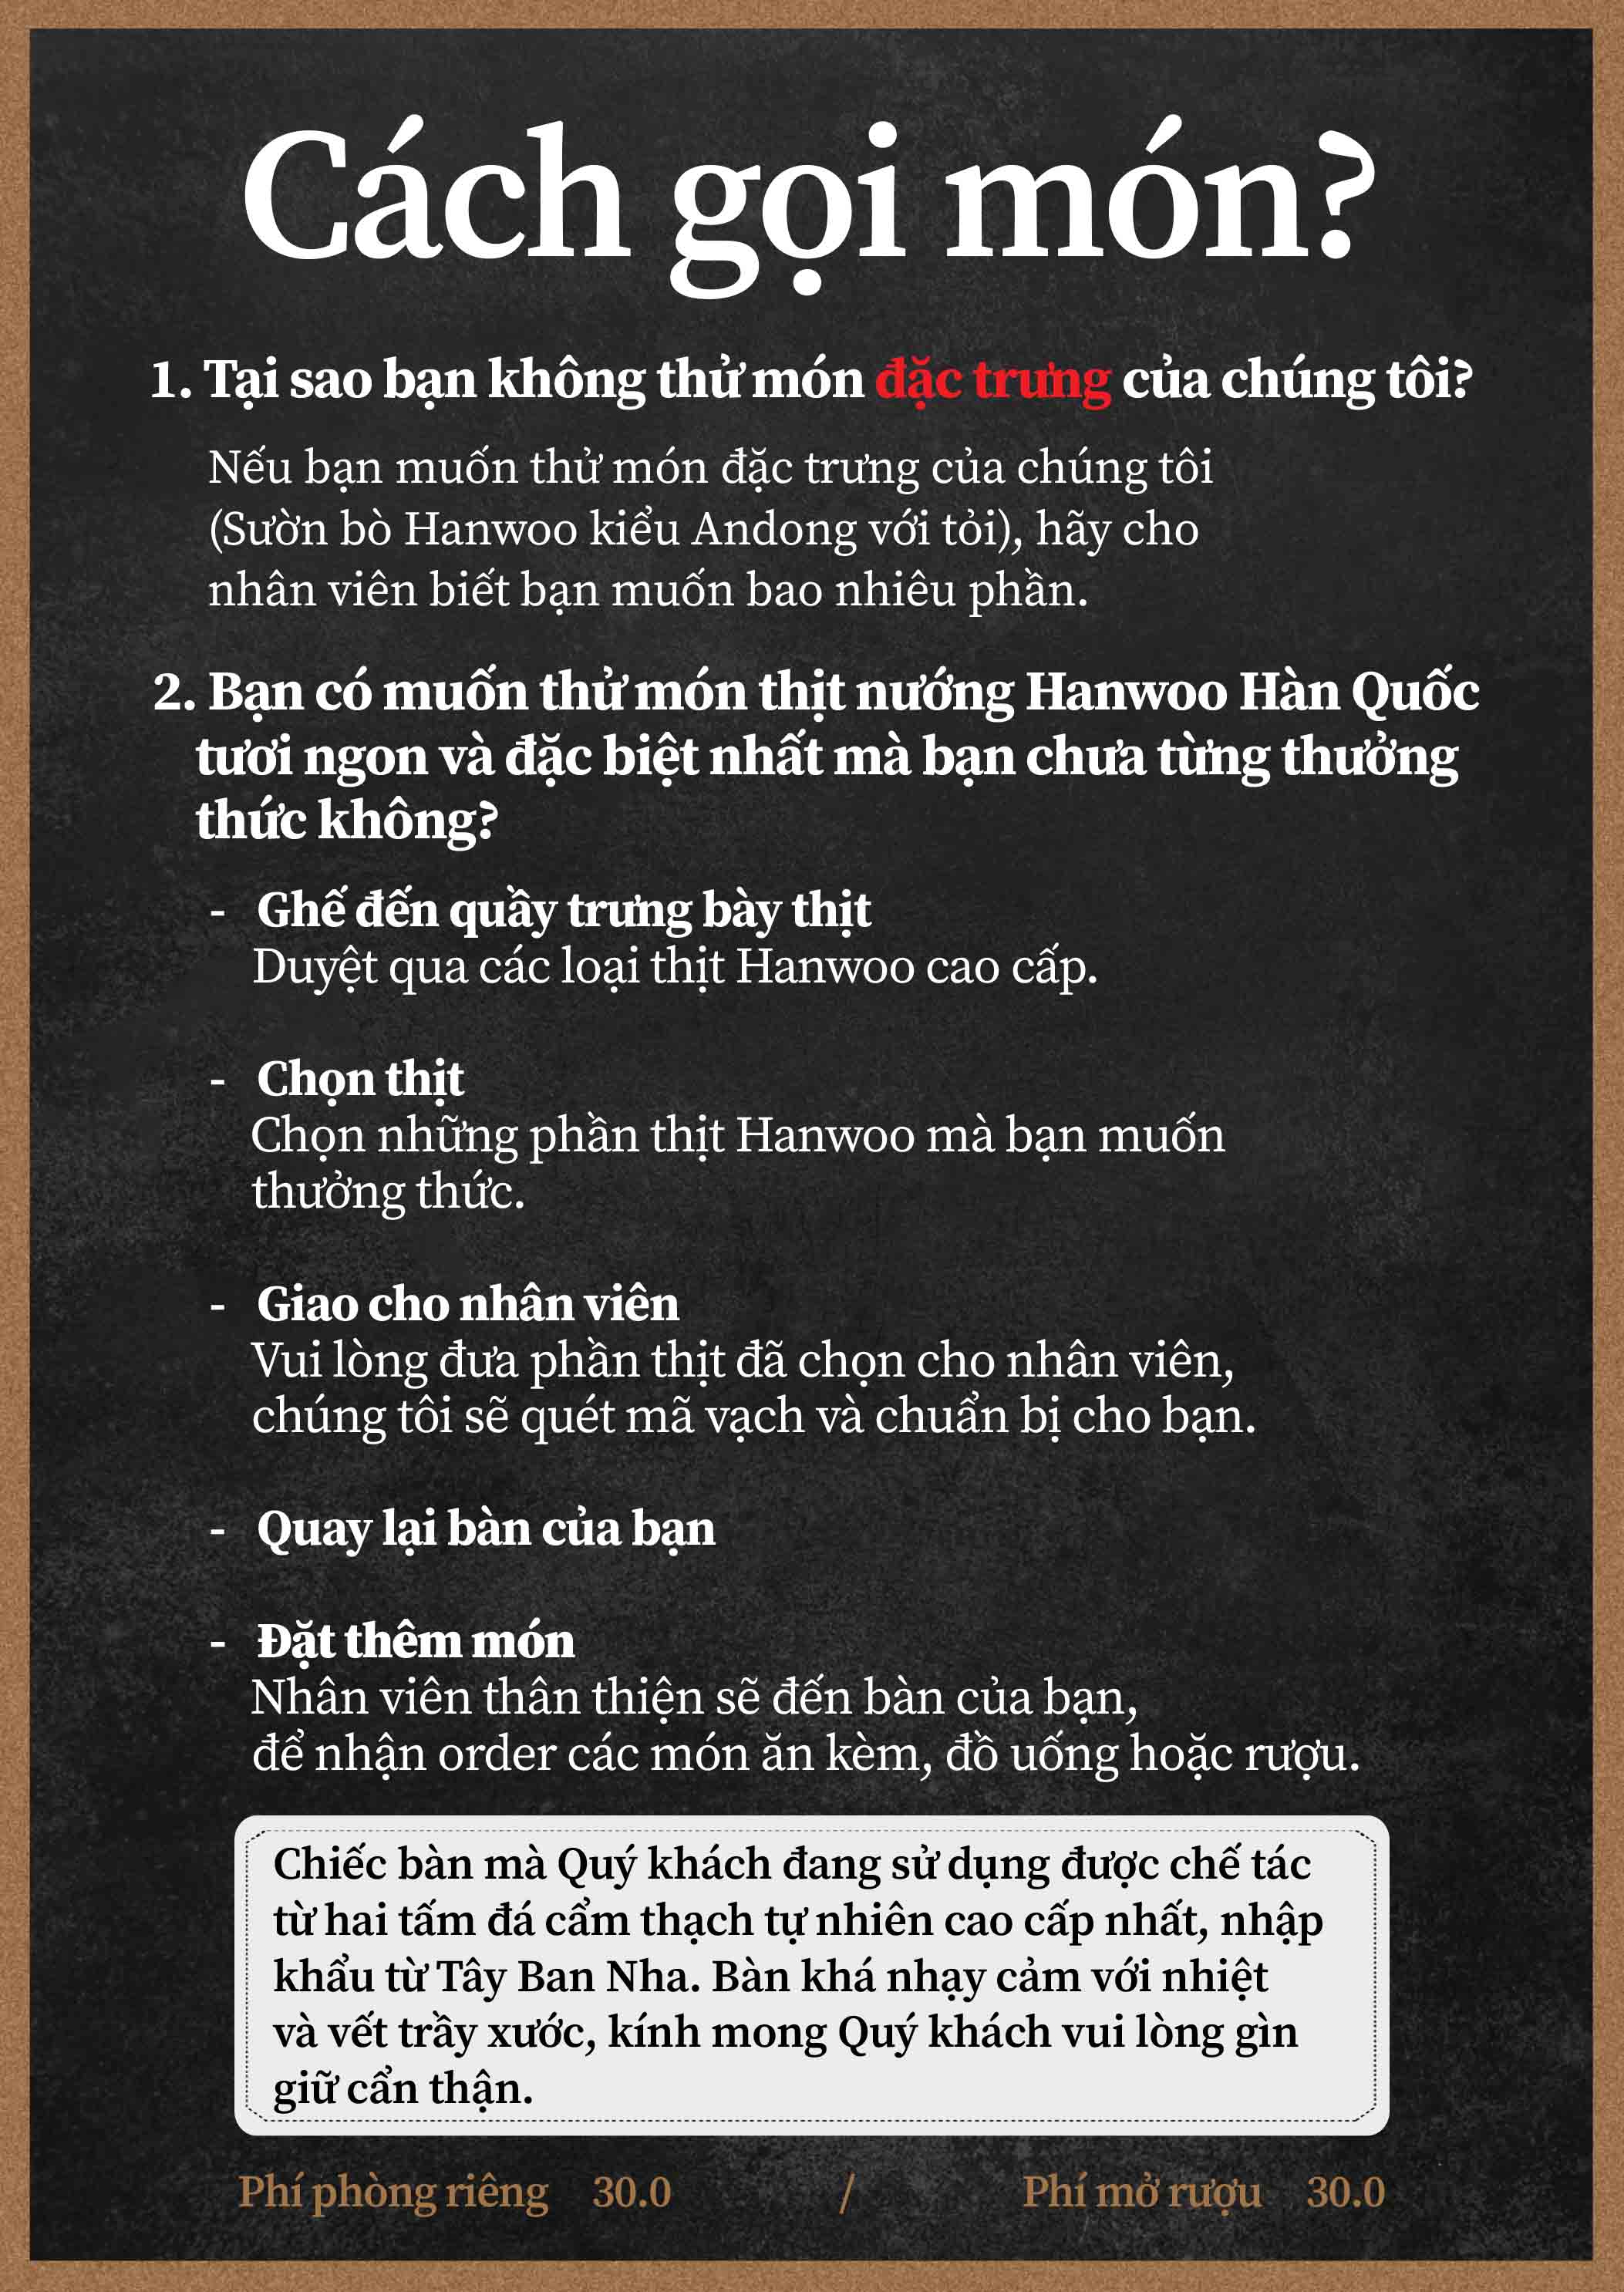 Cách gọi món?
1. Tại sao bạn không thử món đặc trưng của chúng tôi?
Nếu bạn muốn thử món đặc trưng của chúng tôi
(Sườn bò Hanwoo kiểu Andong với tỏi), hãy cho
nhân viên biết bạn muốn bao nhiêu phần.
2. Bạn có muốn thử món thịt nướng Hanwoo Hàn Quốc
tươi ngon và đặc biệt nhất mà bạn chưa từng thưởng
thức không?
- Ghế đến quầy trưng bày thịt
Duyệt qua các loại thịt Hanwoo cao cấp.
- Chọn thịt
Chọn những phần thịt Hanwoo mà bạn muốn
thưởng thức.
- Giao cho nhân viên
Vui lòng đưa phần thịt đã chọn cho nhân viên,
chúng tôi sẽ quét mã vạch và chuẩn bị cho bạn.
- Quay lại bàn của bạn
- Đặt thêm món
Nhân viên thân thiện sẽ đến bàn của bạn,
để nhận order các món ăn kèm, đồ uống hoặc rượu.
Chiếc bàn mà Quý khách đang sử dụng được chế tác
từ hai tấm đá cẩm thạch tự nhiên cao cấp nhất, nhập
khẩu từ Tây Ban Nha. Bàn khá nhạy cảm với nhiệt
và vết trầy xước, kính mong Quý khách vui lòng gìn
giữ cẩn thận.
Phí phòng riêng 30.0 / Phí mở rượu 30.0